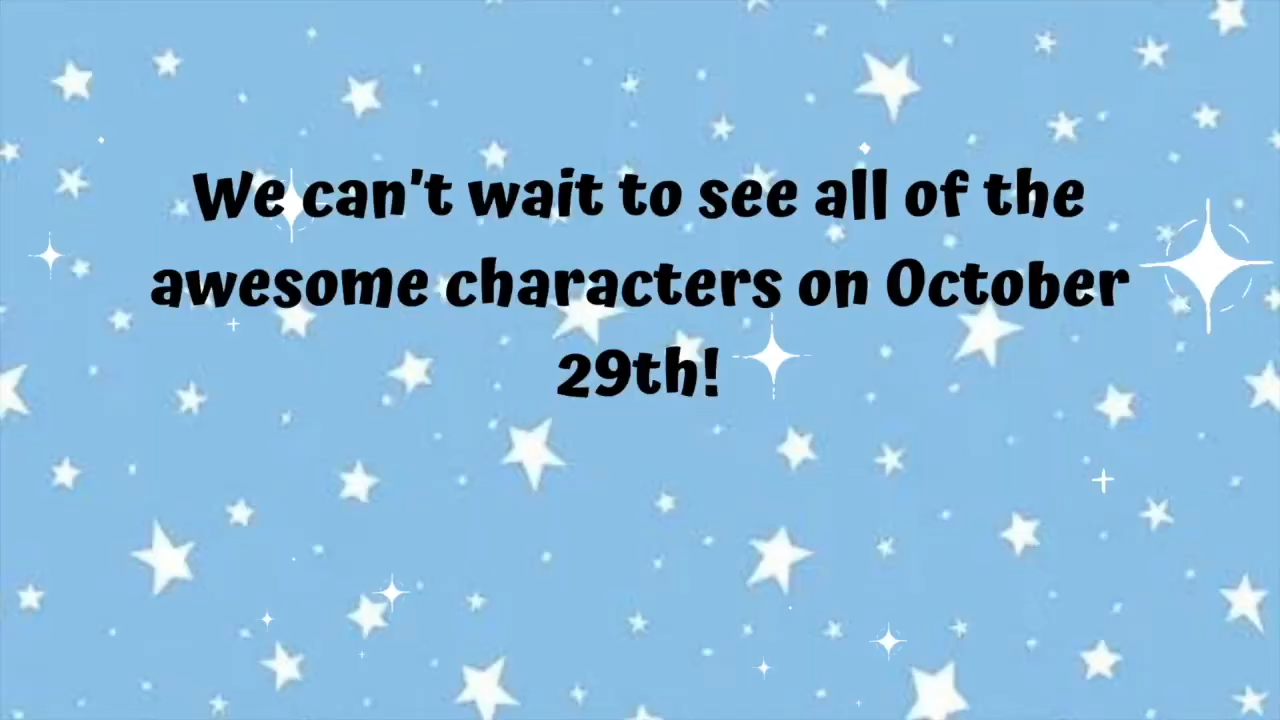 We can't wait to see all of the
awesome characters on October
29th!